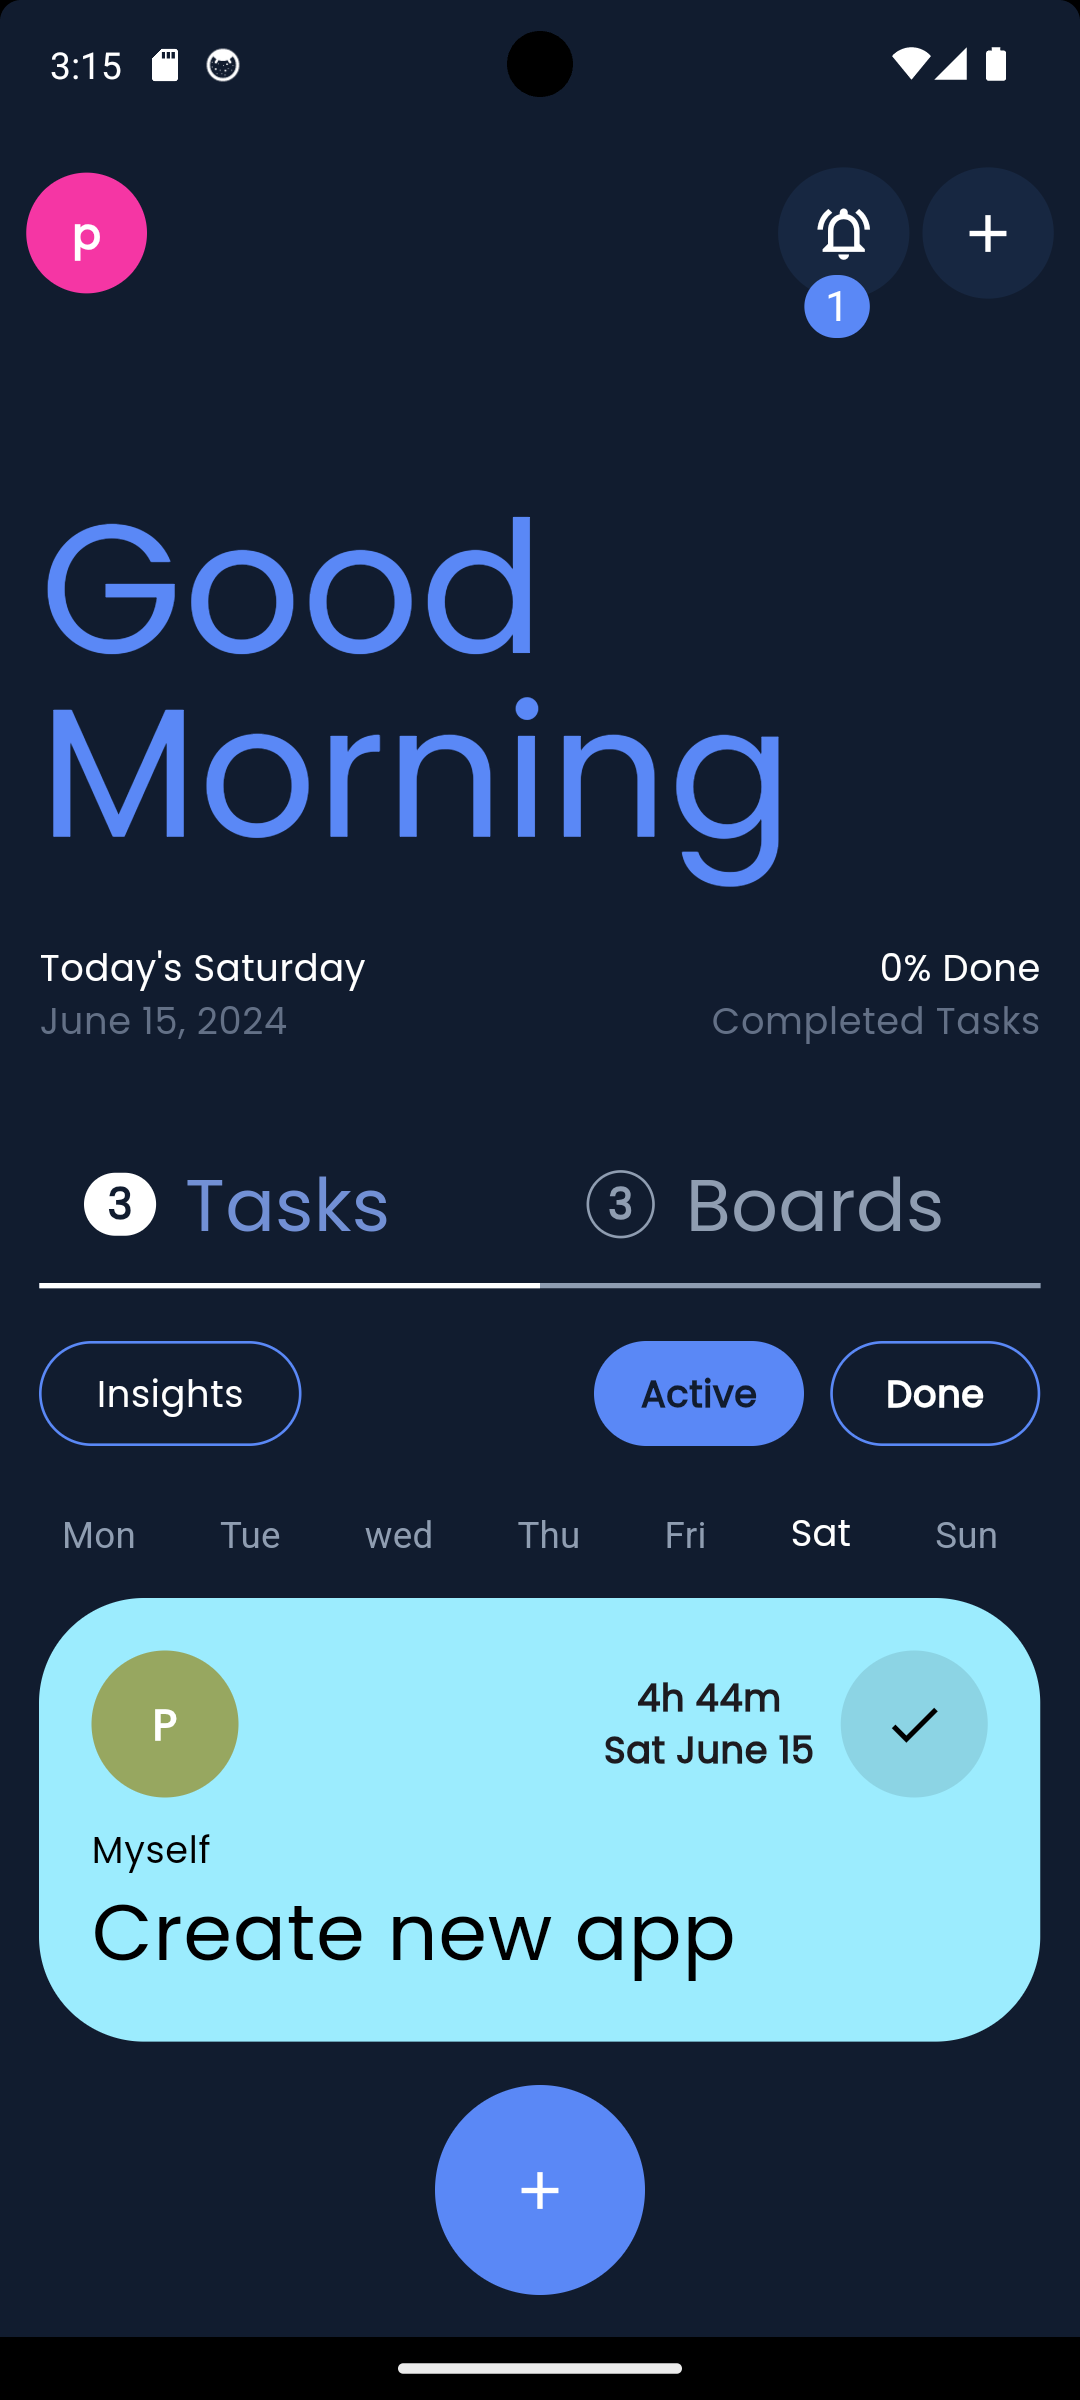 3:15
p
1
Good
Morning
Today's Saturday
0% Done
June 15, 2024
Completed Tasks
3 Tasks
3 Boards
Insights
Active
Done
Mon Tue wed Thu Fri Sat Sun
P
4h 44m
Sat June 15
Myself
Create new app